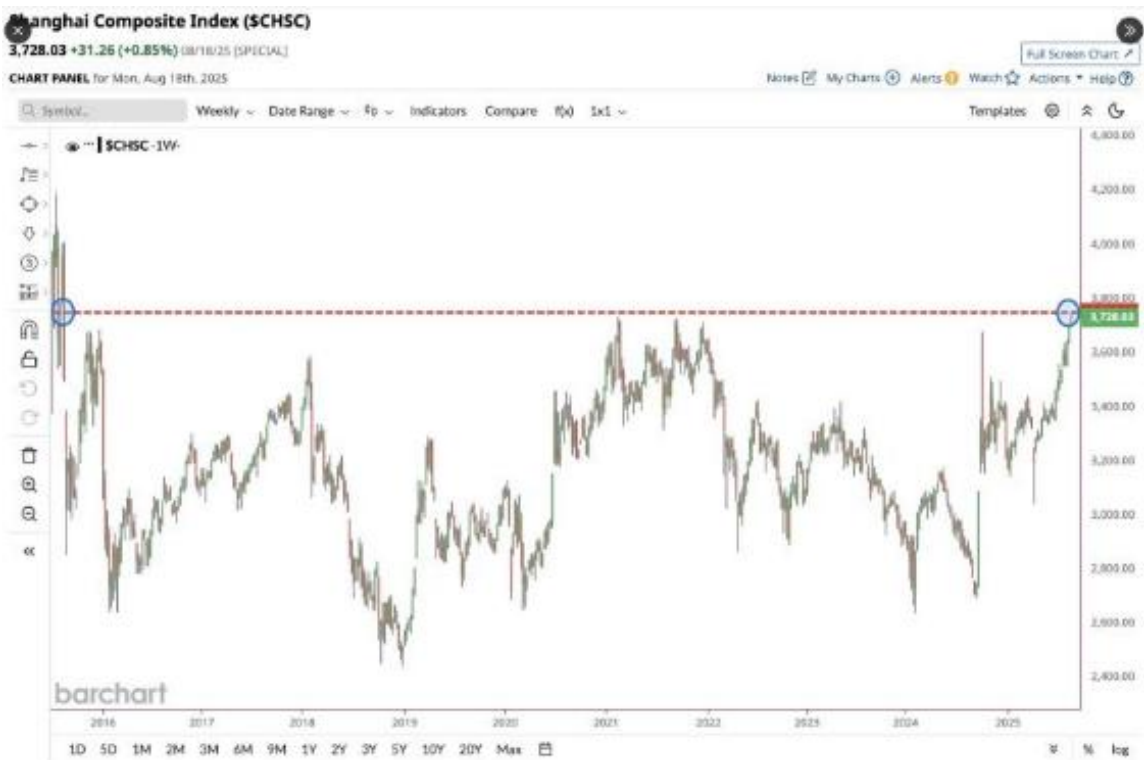 Shanghai Composite Index ($CHSC)
3,728.03 +31.26 (+0.85%) 08/18/25 [SPECIAL]
Full Screen Chart
CHART PANEL for Mon, Aug 18th, 2025
Notes My Charts Alerts Watch Actions Help
Symbol... Weekly Date Range Indicators Compare f(x) 1x1 Templates
$CHSC -1W-
4,200.00
4,000.00
3,800.00
3,728.03
3,600.00
3,400.00
3,200.00
3,000.00
2,800.00
2,600.00
2,400.00
barchart
2016 2017 2018 2019 2020 2021 2022 2023 2024 2025
1D 5D 1M 2M 3M 6M 9M 1Y 2Y 3Y 5Y 10Y 20Y Max % log